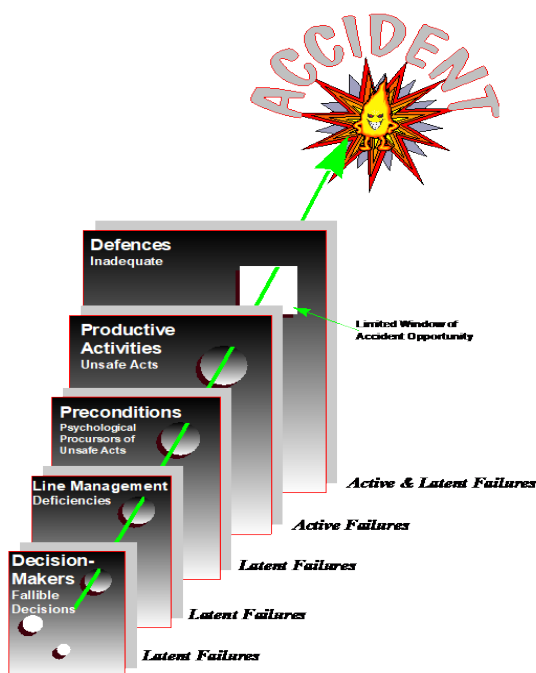 ACCIDENT
Defences
Inadequate
Limited Window of
Accident Opportunity
Productive
Activities
Unsafe Acts
Preconditions
Psychological
Procursors of
Unsafe Acts
Line Management
Deficiencies
Active & Latent Failures
Active Failures
Decision-
Makers
Fallible
Decisions
Latent Failures
Latent Failures
Latent Failures